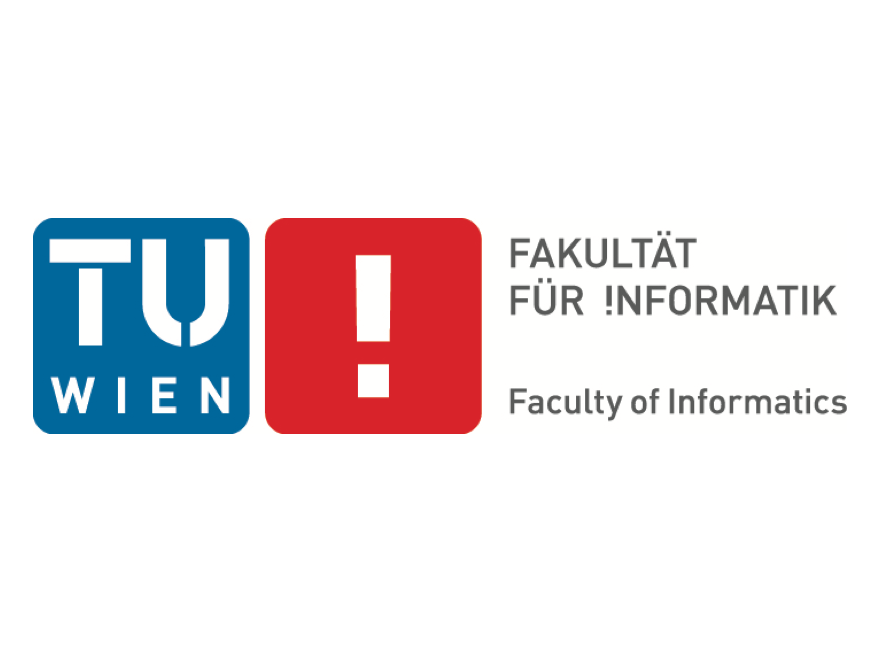 TU
WIEN
!
FAKULTÄT
FÜR !NFORMATIK
Faculty of Informatics